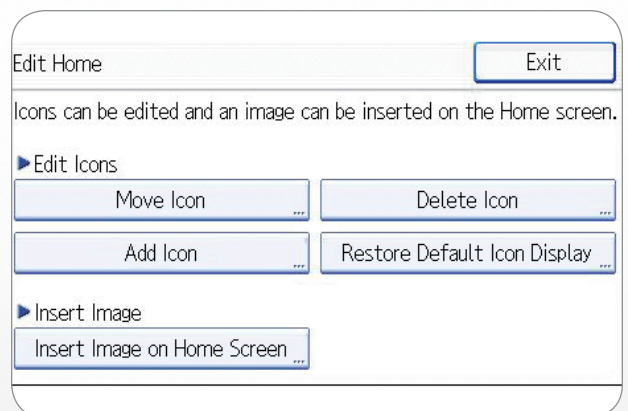 Edit Home
Exit
Icons can be edited and an image can be inserted on the Home screen.
▶Edit Icons
Move Icon ...
Delete Icon ...
Add Icon ...
Restore Default Icon Display ...
▶Insert Image
Insert Image on Home Screen ...